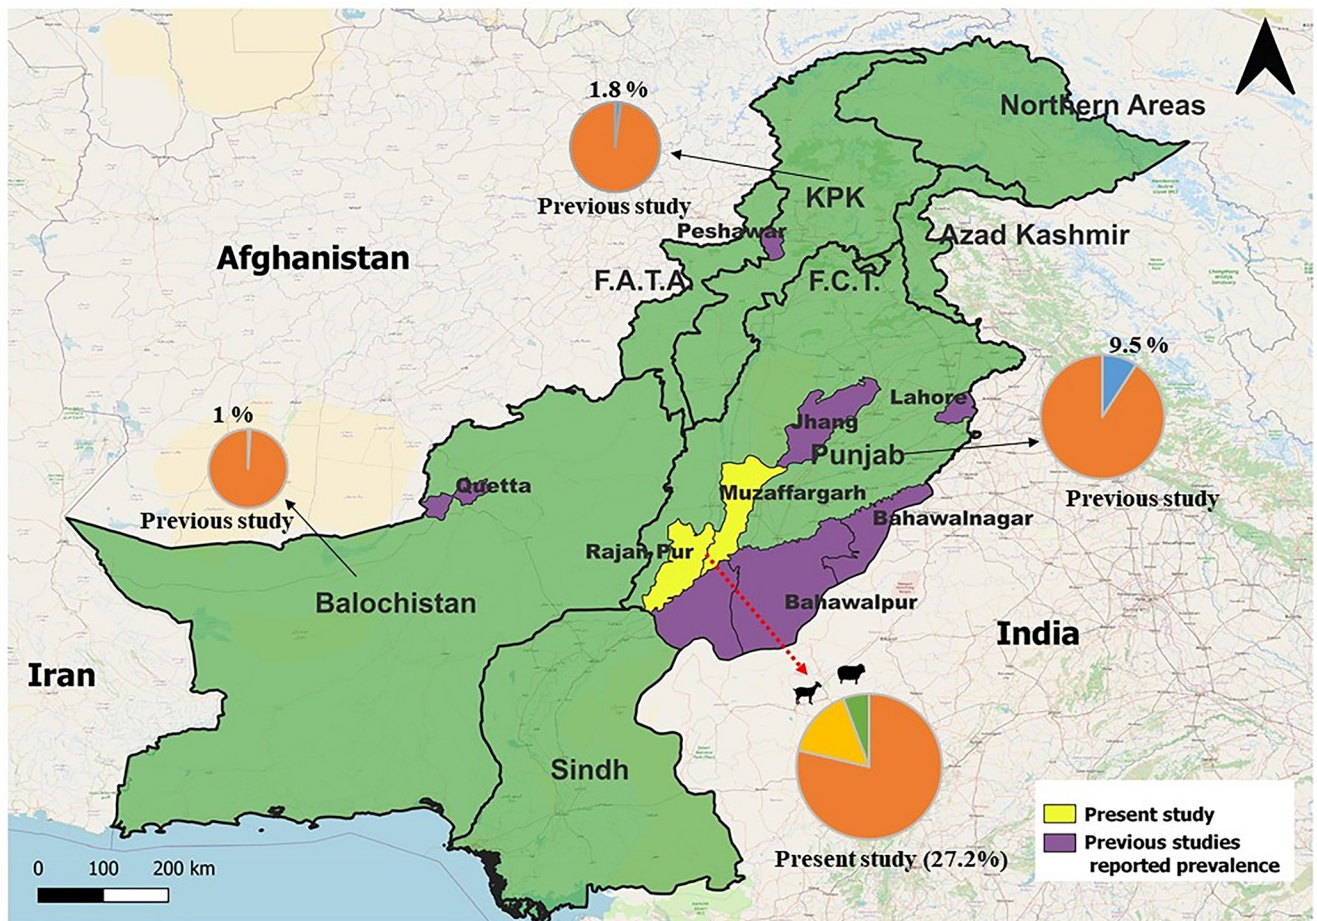 1.8 %
Northern Areas
KPK
Previous study
Peshawar
Azad Kashmir
Afghanistan
F.A.T.A.
F.C.T.
9.5 %
Lahore
1 %
Jhang
Punjab
Quetta
Muzaffargarh
Previous study
Previous study
Bahawalnagar
Rajan Pur
Balochistan
Bahawalpur
India
Iran
Sindh
Present study
Previous studies
reported prevalence
Present study (27.2%)
0 100 200 km